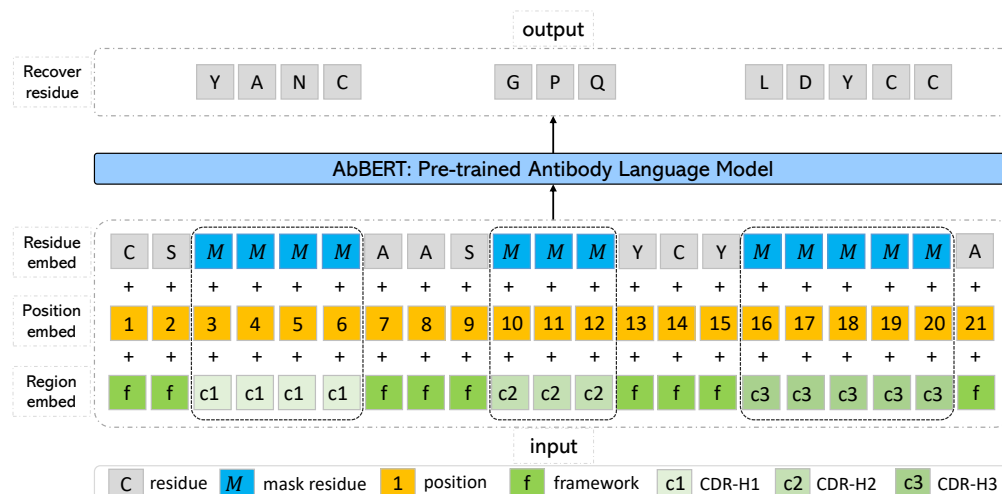 output
Recover residue
Y A N C G P Q L D Y C C
AbBERT: Pre-trained Antibody Language Model
Residue embed
C S M M M M A A S M M M Y C Y M M M M M A
+ + + + + + + + + + + + + + + + + + + + +
Position embed
1 2 3 4 5 6 7 8 9 10 11 12 13 14 15 16 17 18 19 20 21
+ + + + + + + + + + + + + + + + + + + + +
Region embed
f f c1 c1 c1 c1 f f f c2 c2 c2 f f f c3 c3 c3 c3 c3 f
input
C residue M mask residue 1 position f framework c1 CDR-H1 c2 CDR-H2 c3 CDR-H3